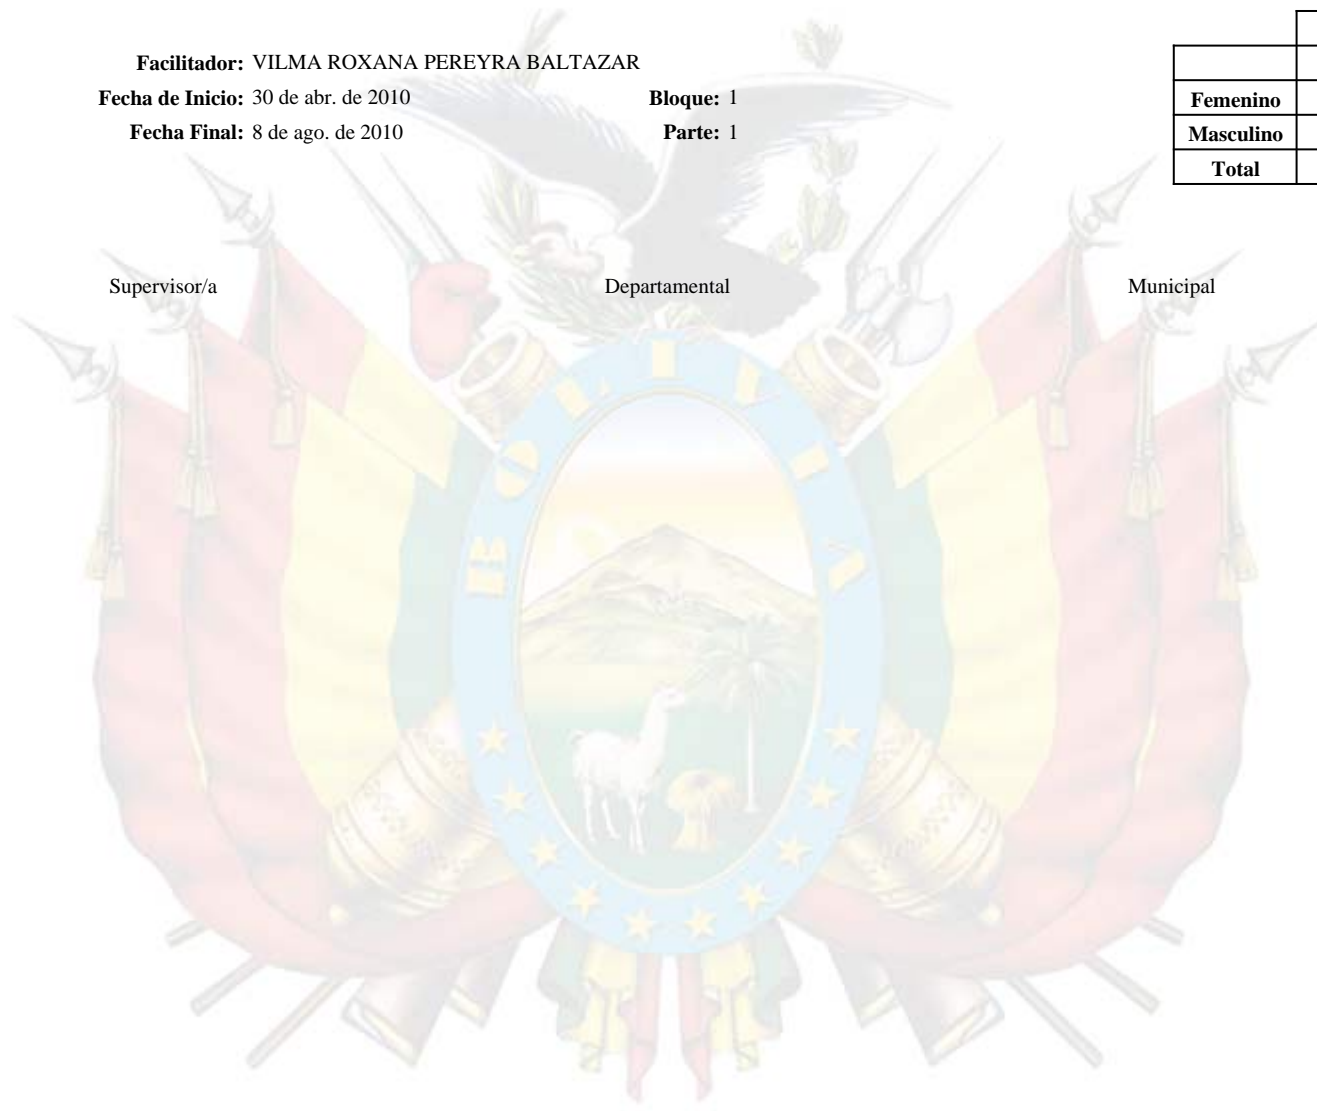 Facilitador: VILMA ROXANA PEREYRA BALTAZAR
Fecha de Inicio: 30 de abr. de 2010 Bloque: 1
Fecha Final: 8 de ago. de 2010 Parte: 1
Femenino
Masculino
Total
Supervisor/a Departamental Municipal
BOLIVIA